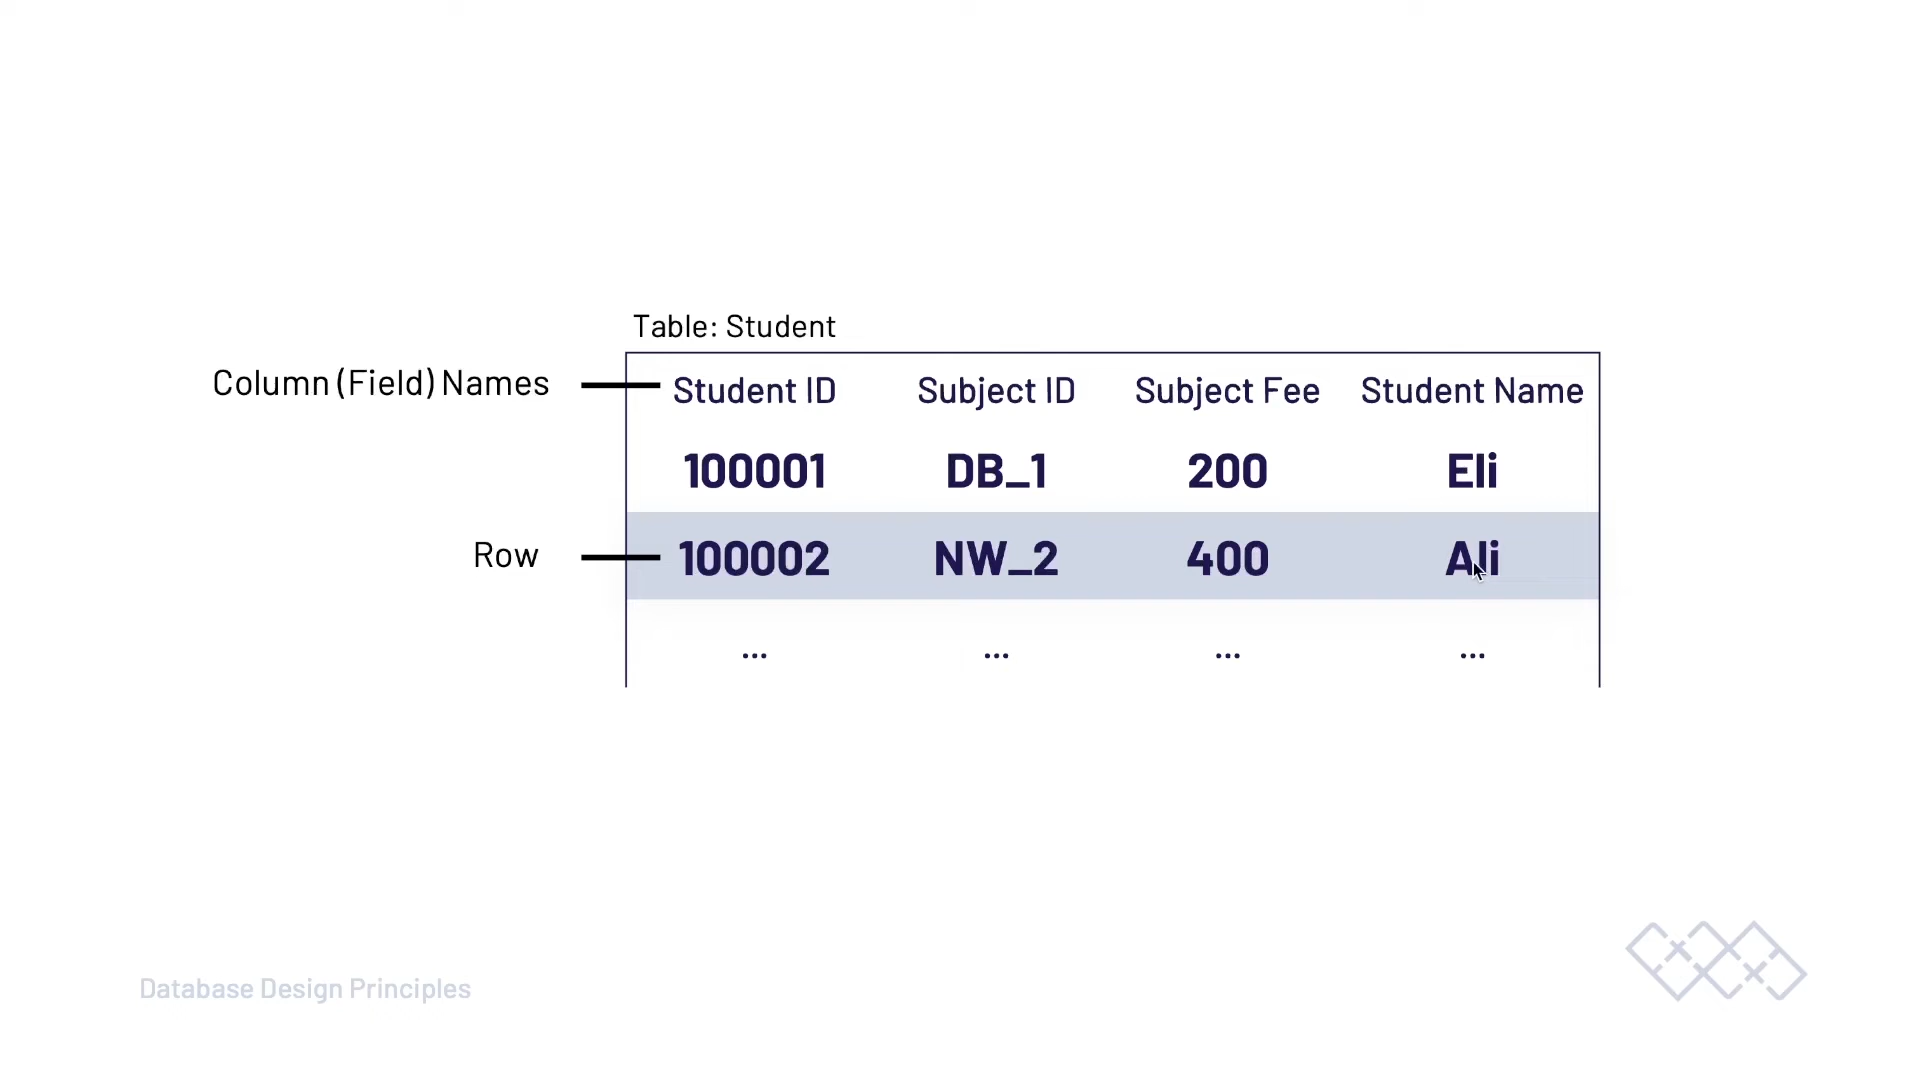 Table: Student
Column (Field) Names
Student ID Subject ID Subject Fee Student Name
100001 DB_1 200 Eli
Row
100002 NW_2 400 Ali
... ... ... ...
Database Design Principles